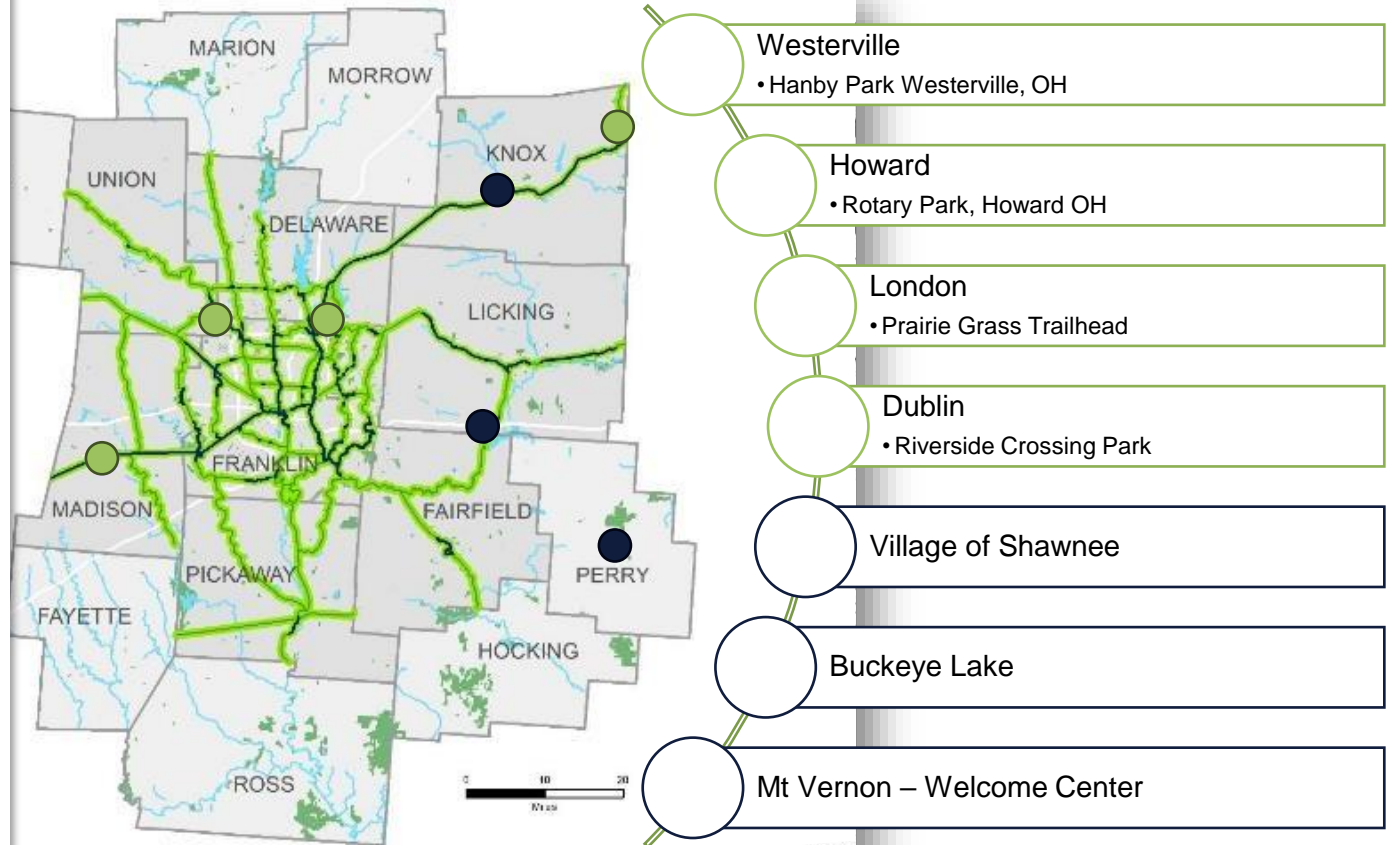 MARION
MORROW
KNOX
UNION
DELAWARE
LICKING
FRANKLIN
MADISON
FAIRFIELD
PICKAWAY
PERRY
FAYETTE
HOCKING
ROSS
0 10 20
Miles
Westerville
• Hanby Park Westerville, OH
Howard
• Rotary Park, Howard OH
London
• Prairie Grass Trailhead
Dublin
• Riverside Crossing Park
Village of Shawnee
Buckeye Lake
Mt Vernon – Welcome Center